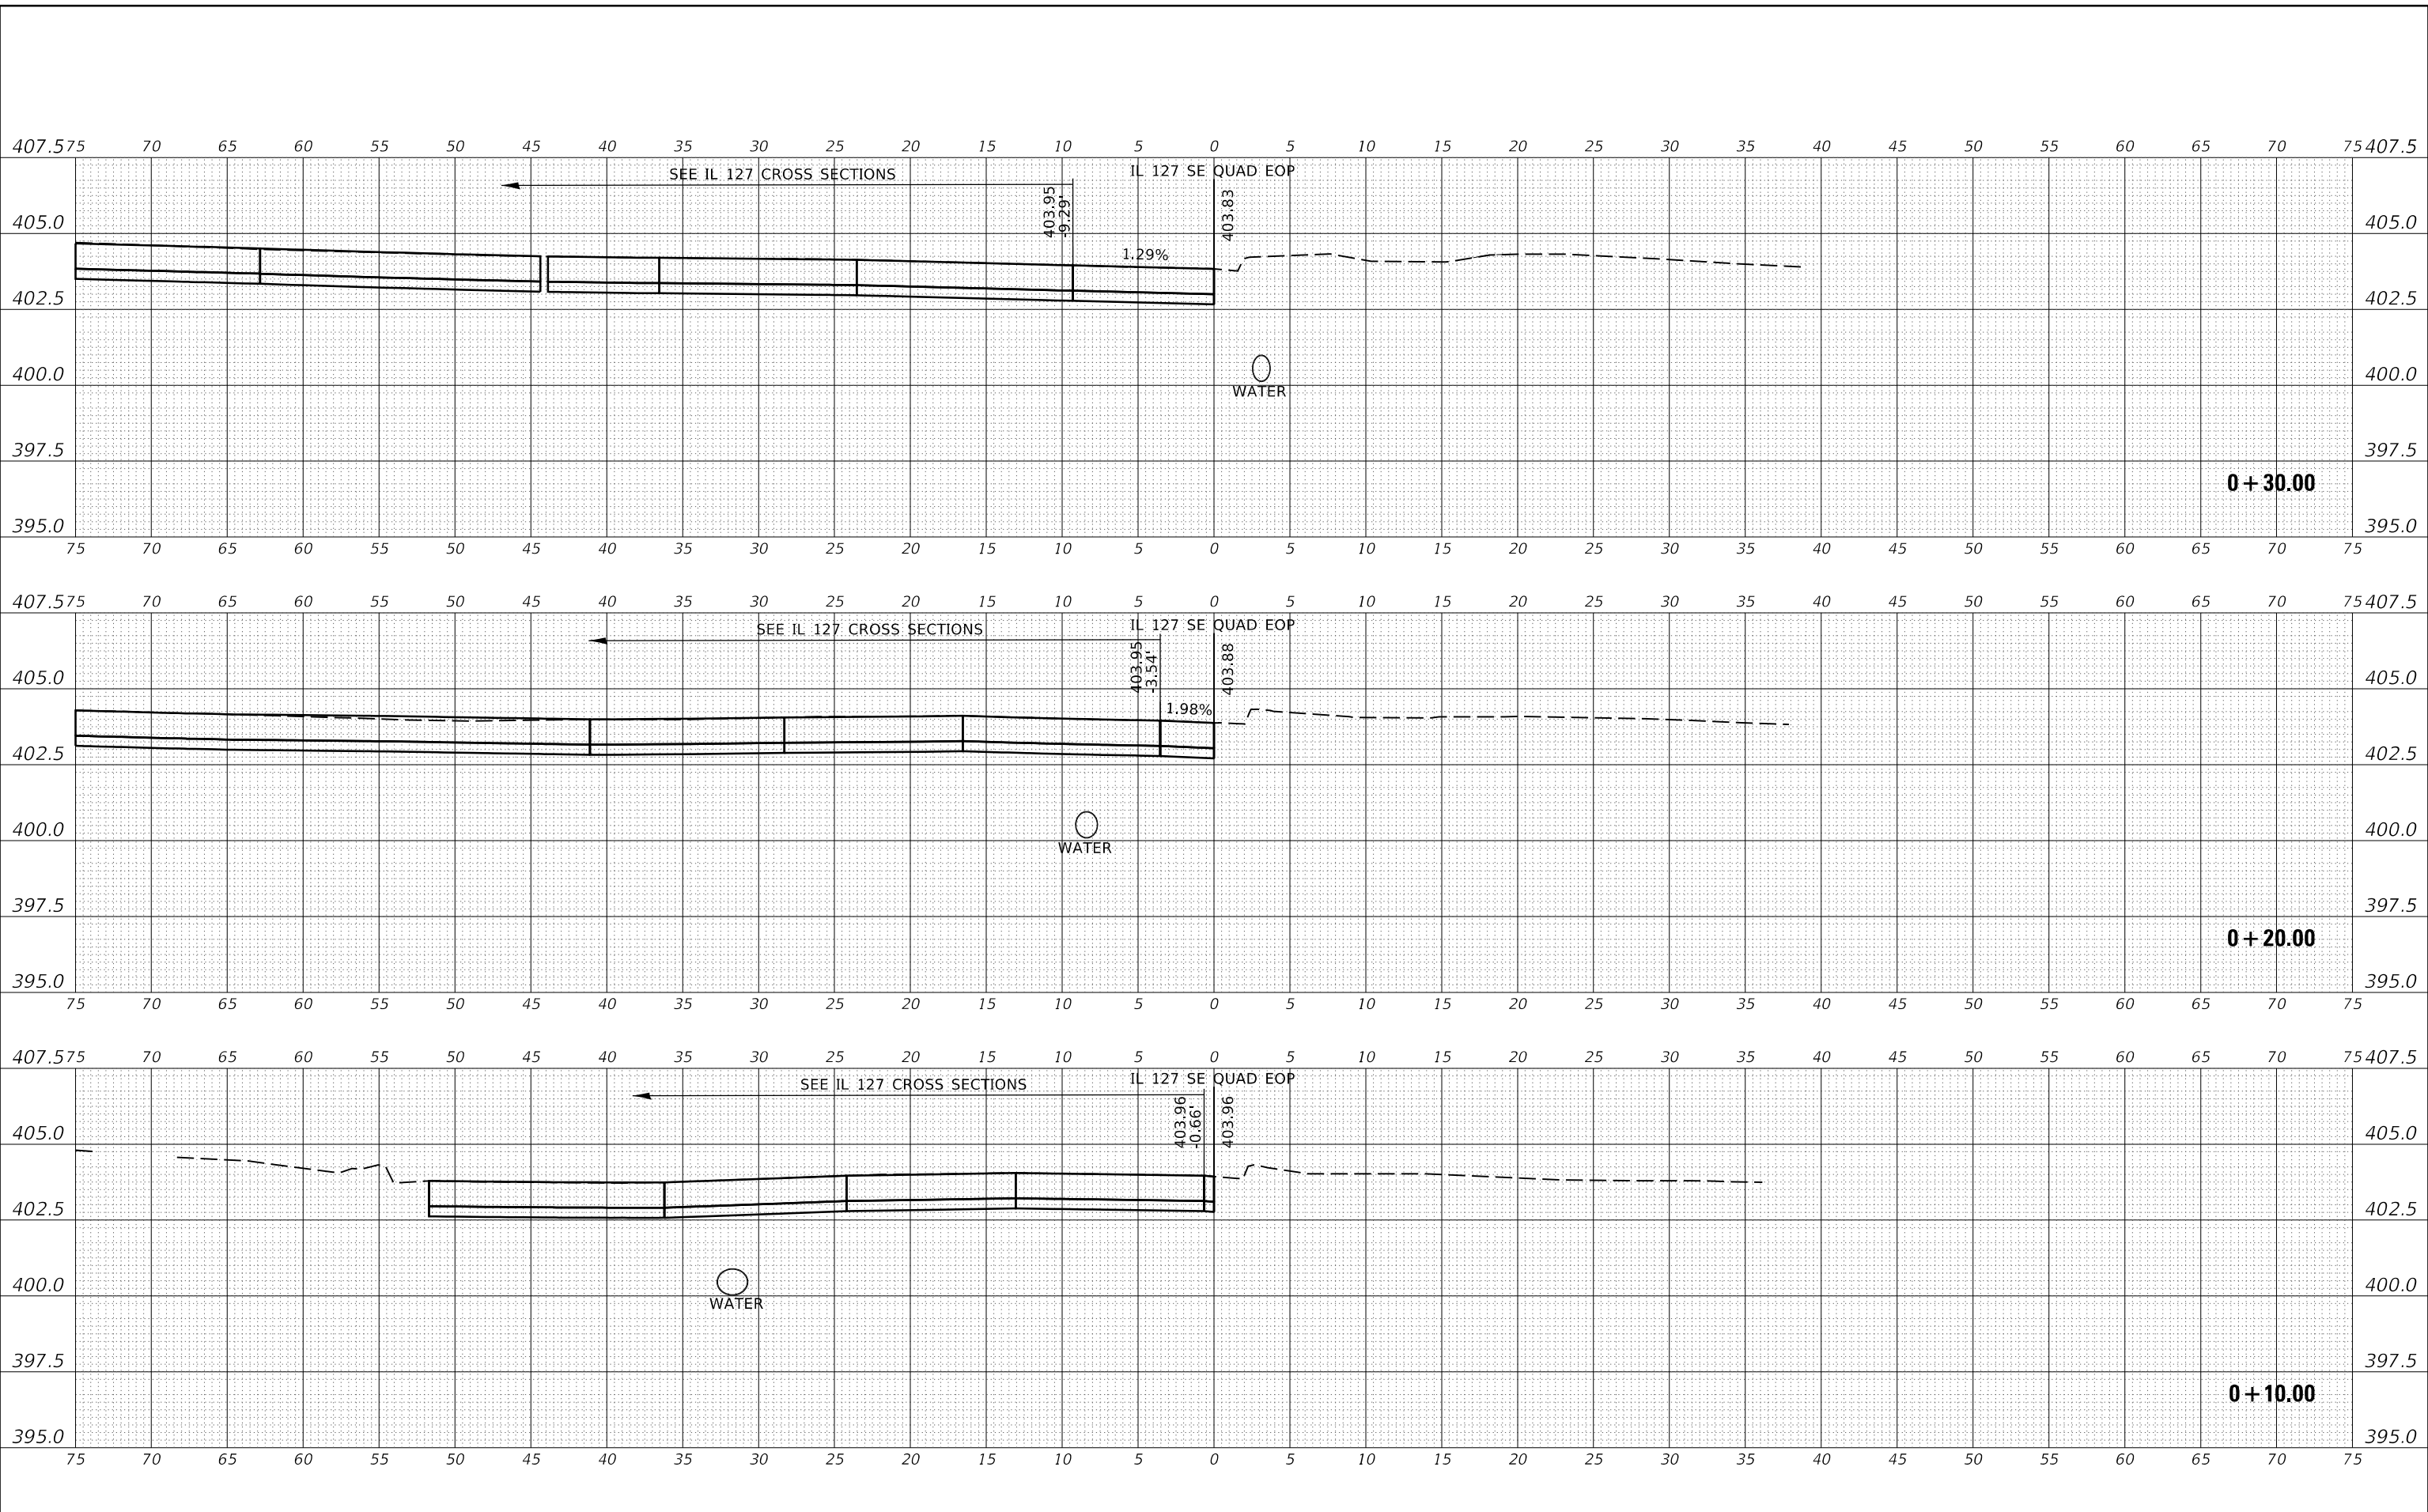 407.5 75 70 65 60 55 50 45 40 35 30 25 20 15 10 5 0 5 10 15 20 25 30 35 40 45 50 55 60 65 70 75 407.5
SEE IL 127 CROSS SECTIONS
IL 127 SE QUAD EOP
403.95
-9.29'
403.83
405.0 405.0
1.29%
402.5 402.5
400.0 400.0
WATER
397.5 397.5
0+30.00
395.0 395.0
75 70 65 60 55 50 45 40 35 30 25 20 15 10 5 0 5 10 15 20 25 30 35 40 45 50 55 60 65 70 75
407.5 75 70 65 60 55 50 45 40 35 30 25 20 15 10 5 0 5 10 15 20 25 30 35 40 45 50 55 60 65 70 75 407.5
SEE IL 127 CROSS SECTIONS
IL 127 SE QUAD EOP
403.95
-3.54'
403.88
405.0 405.0
1.98%
402.5 402.5
400.0 400.0
WATER
397.5 397.5
0+20.00
395.0 395.0
75 70 65 60 55 50 45 40 35 30 25 20 15 10 5 0 5 10 15 20 25 30 35 40 45 50 55 60 65 70 75
407.5 75 70 65 60 55 50 45 40 35 30 25 20 15 10 5 0 5 10 15 20 25 30 35 40 45 50 55 60 65 70 75 407.5
SEE IL 127 CROSS SECTIONS
IL 127 SE QUAD EOP
403.96
-0.66'
403.96
405.0 405.0
402.5 402.5
400.0 400.0
WATER
397.5 397.5
0+10.00
395.0 395.0
75 70 65 60 55 50 45 40 35 30 25 20 15 10 5 0 5 10 15 20 25 30 35 40 45 50 55 60 65 70 75